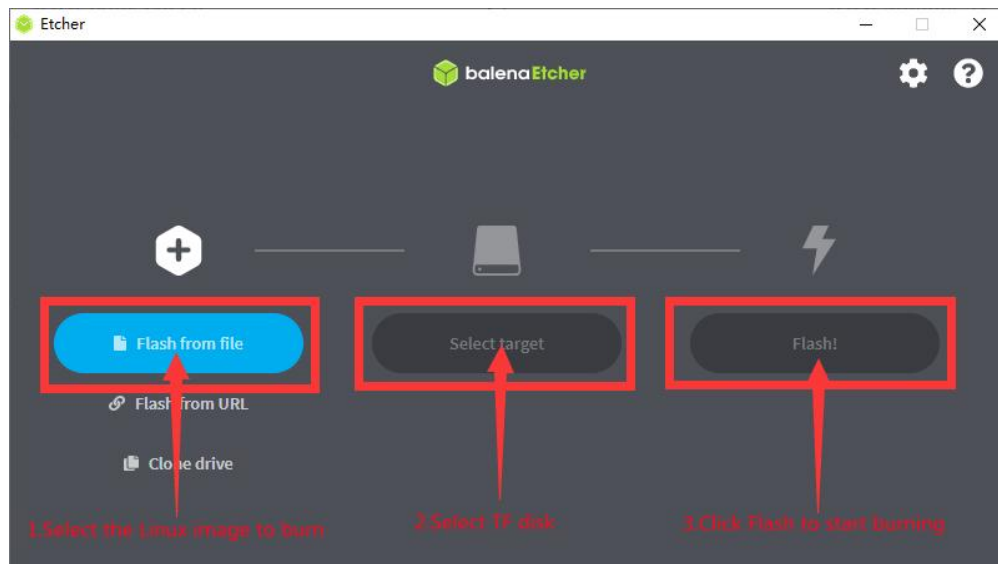 Etcher
balenaEtcher
Flash from file
Select target
Flash!
Flash from URL
Clone drive
1.Select the Linux image to burn
2.Select TF disk
3.Click Flash to start burning